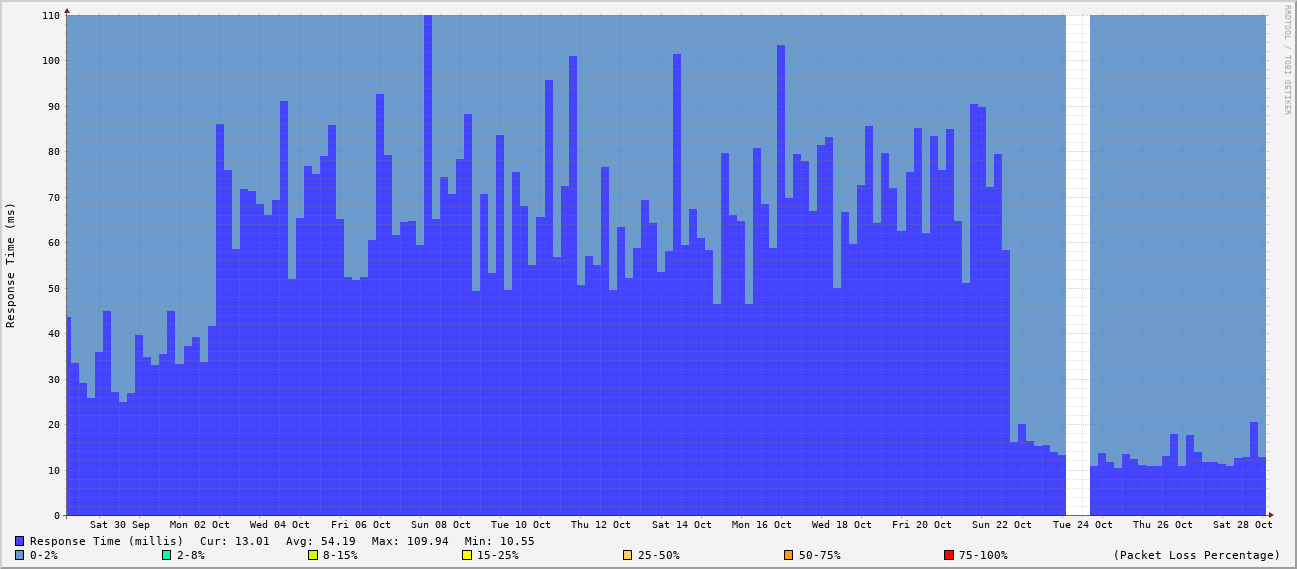 RRDTOOL / TOBI OETIKER
Response Time (ms)
110
100
90
80
70
60
50
40
30
20
10
0
Sat 30 Sep Mon 02 Oct Wed 04 Oct Fri 06 Oct Sun 08 Oct Tue 10 Oct Thu 12 Oct Sat 14 Oct Mon 16 Oct Wed 18 Oct Fri 20 Oct Sun 22 Oct Tue 24 Oct Thu 26 Oct Sat 28 Oct
Response Time (millis) Cur: 13.01 Avg: 54.19 Max: 109.94 Min: 10.55
0-2% 2-8% 8-15% 15-25% 25-50% 50-75% 75-100% (Packet Loss Percentage)